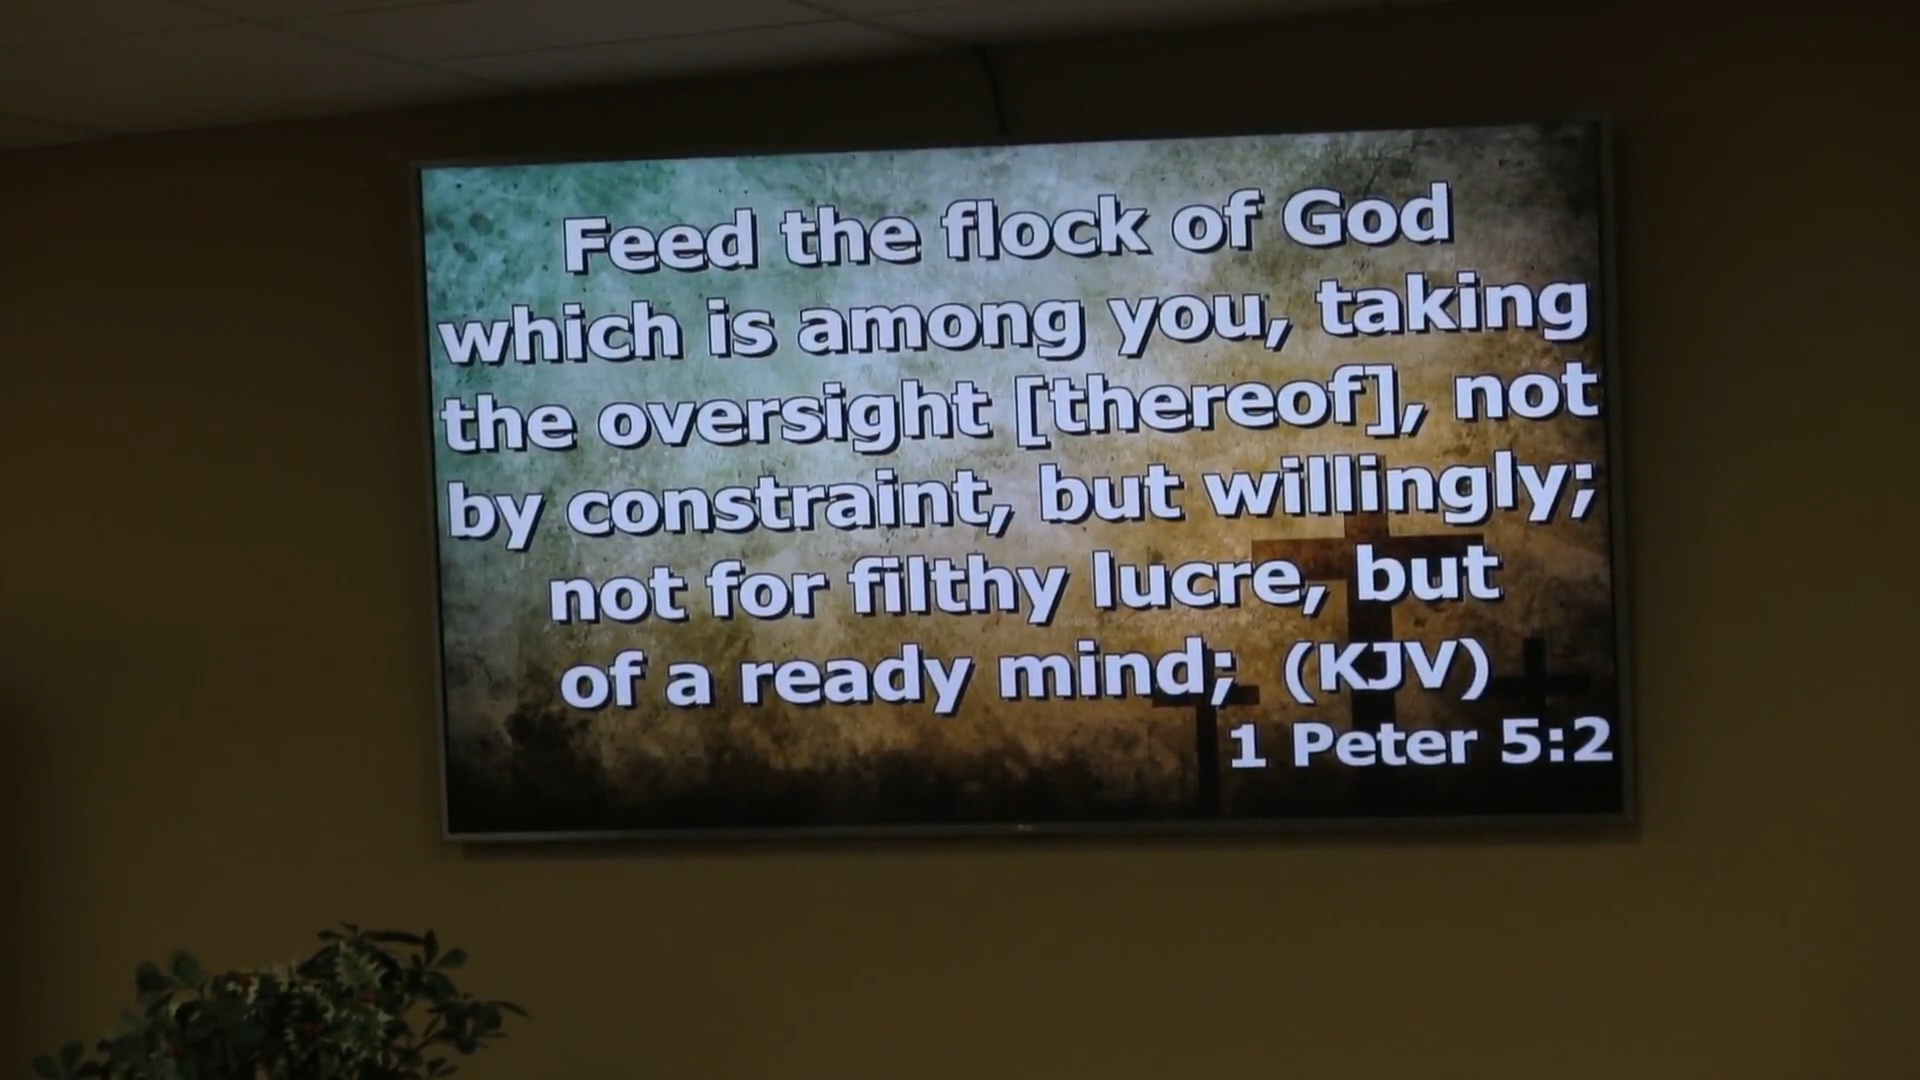 Feed the flock of God
which is among you, taking
the oversight [thereof], not
by constraint, but willingly;
not for filthy lucre, but
of a ready mind; (KJV)
1 Peter 5:2